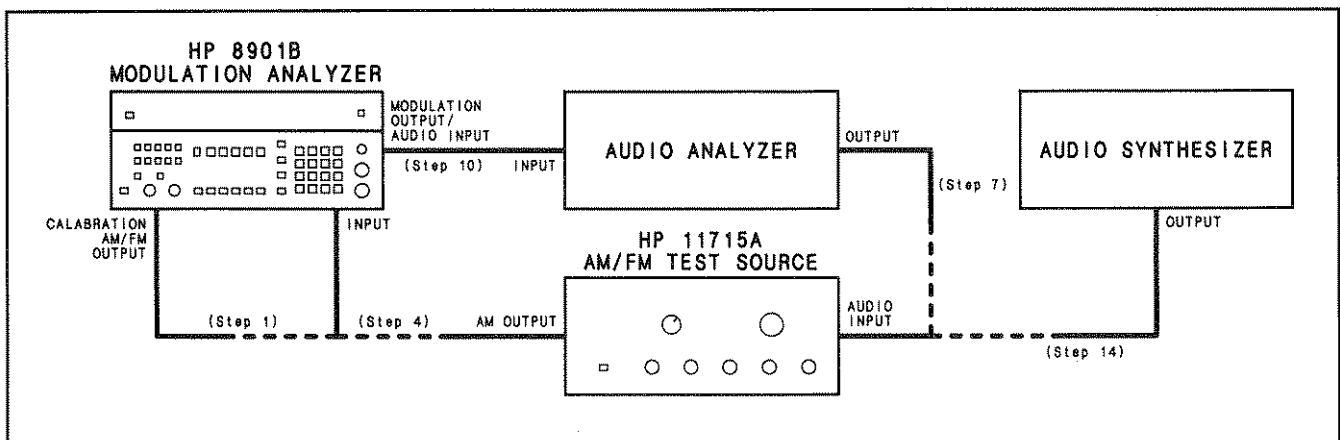 HP 8901B
MODULATION ANALYZER
MODULATION
OUTPUT/
AUDIO INPUT
(Step 10)
INPUT
AUDIO ANALYZER
OUTPUT
(Step 7)
AUDIO SYNTHESIZER
OUTPUT
CALABRATION
AM/FM
OUTPUT
INPUT
(Step 1)
(Step 4)
HP 11715A
AM/FM TEST SOURCE
AM OUTPUT
AUDIO
INPUT
(Step 14)